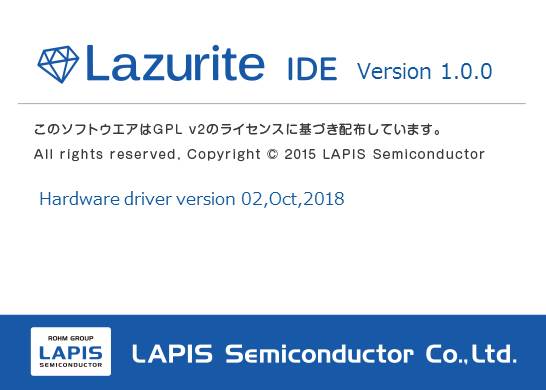 Lazurite IDE Version 1.0.0
このソフトウエアはGPL v2のライセンスに基づき配布しています。
All rights reserved, Copyright © 2015 LAPIS Semiconductor
Hardware driver version 02,Oct,2018
ROHM GROUP
LAPIS
SEMICONDUCTOR
LAPIS Semiconductor Co.,Ltd.